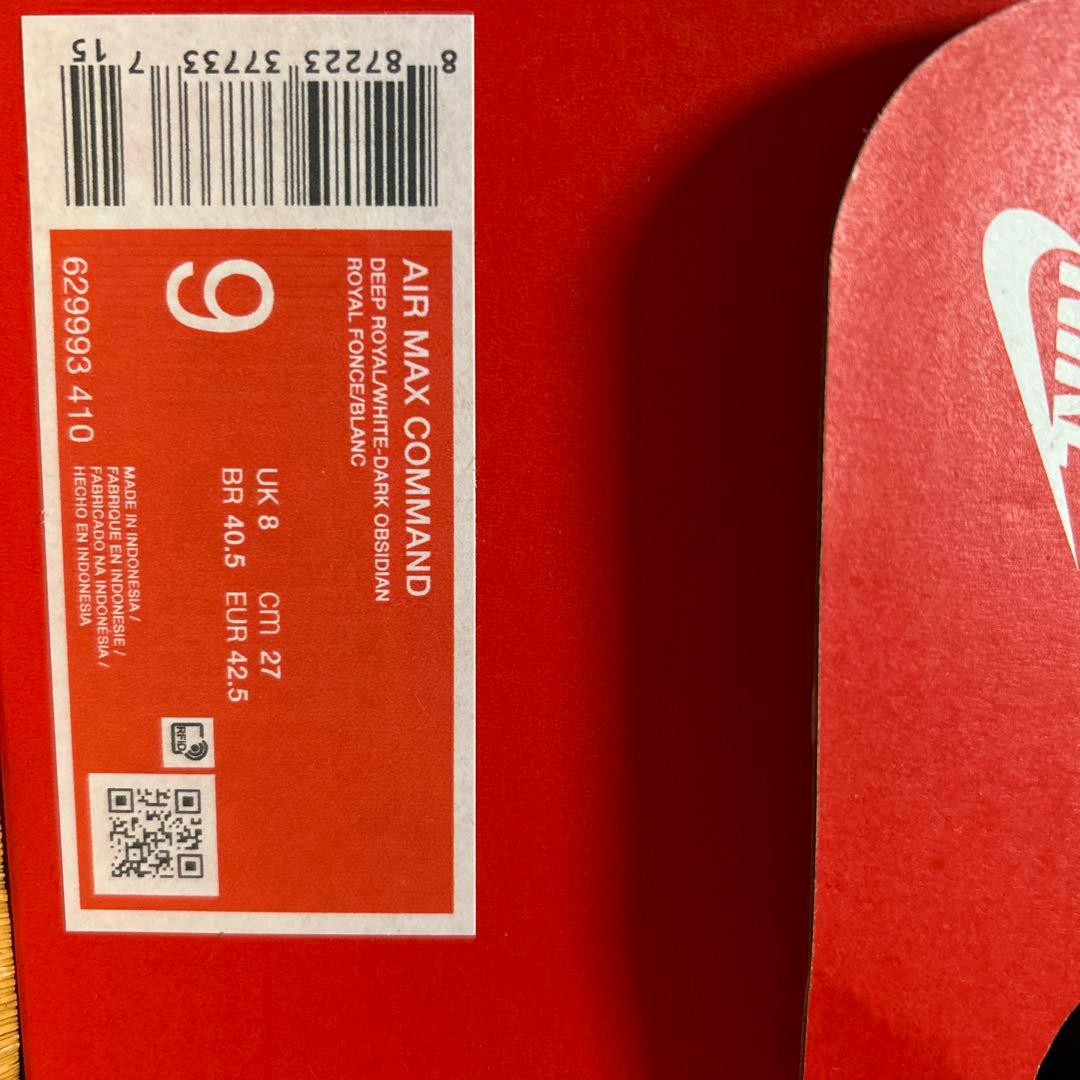 AIR MAX COMMAND
DEEP ROYAL/WHITE-DARK OBSIDIAN
ROYAL FONCE/BLANC
9
UK 8 cm 27
BR 40.5 EUR 42.5
629993 410
MADE IN INDONESIA /
FABRIQUE EN INDONESIE /
FABRICADO NA INDONÉSIA /
HECHO EN INDONESIA
RFID
8 87223 37733 7 15
NIKE